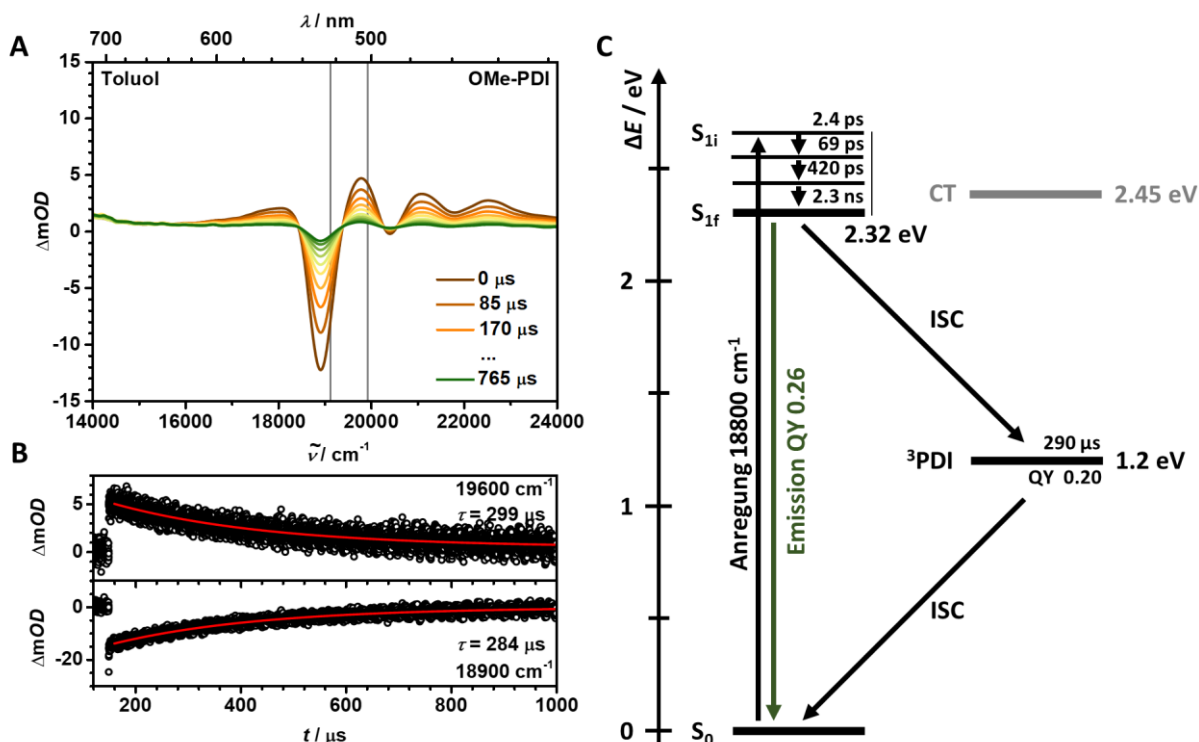 A
λ / nm
700 600 500
Toluol OMe-PDI
15
10
5
0
-5
-10
-15
ΔmOD
0 µs
85 µs
170 µs
...
765 µs
14000 16000 18000 20000 22000 24000
ṽ / cm⁻¹
B
19600 cm⁻¹
τ = 299 µs
5
0
ΔmOD
τ = 284 µs
18900 cm⁻¹
0
-20
ΔmOD
200 400 600 800 1000
t / µs
C
ΔE / eV
2
1
0
S₁ᵢ
2.4 ps
69 ps
420 ps
2.3 ns
S₁f
2.32 eV
CT 2.45 eV
ISC
Anregung 18800 cm⁻¹
Emission QY 0.26
290 µs
³PDI 1.2 eV
QY 0.20
ISC
S₀